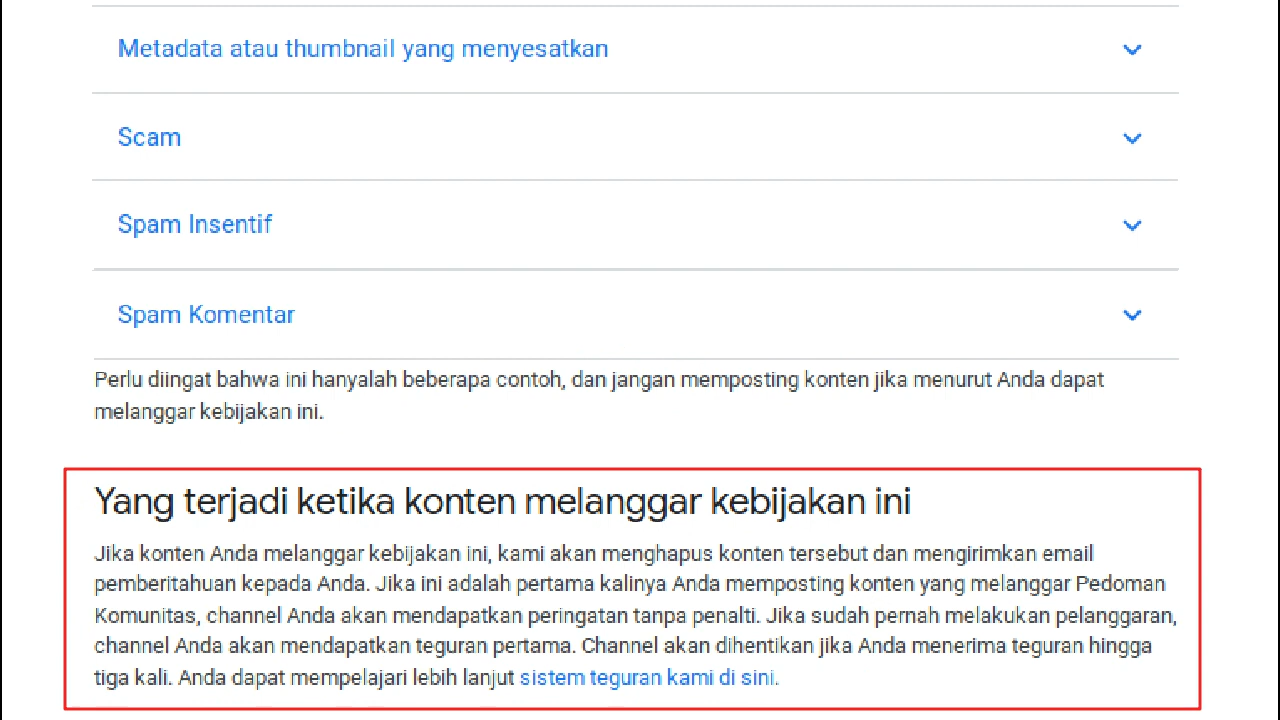 Metadata atau thumbnail yang menyesatkan
Scam
Spam Insentif
Spam Komentar
Perlu diingat bahwa ini hanyalah beberapa contoh, dan jangan memposting konten jika menurut Anda dapat
melanggar kebijakan ini.
Yang terjadi ketika konten melanggar kebijakan ini
Jika konten Anda melanggar kebijakan ini, kami akan menghapus konten tersebut dan mengirimkan email
pemberitahuan kepada Anda. Jika ini adalah pertama kalinya Anda memposting konten yang melanggar Pedoman
Komunitas, channel Anda akan mendapatkan peringatan tanpa penalti. Jika sudah pernah melakukan pelanggaran,
channel Anda akan mendapatkan teguran pertama. Channel akan dihentikan jika Anda menerima teguran hingga
tiga kali. Anda dapat mempelajari lebih lanjut sistem teguran kami di sini.